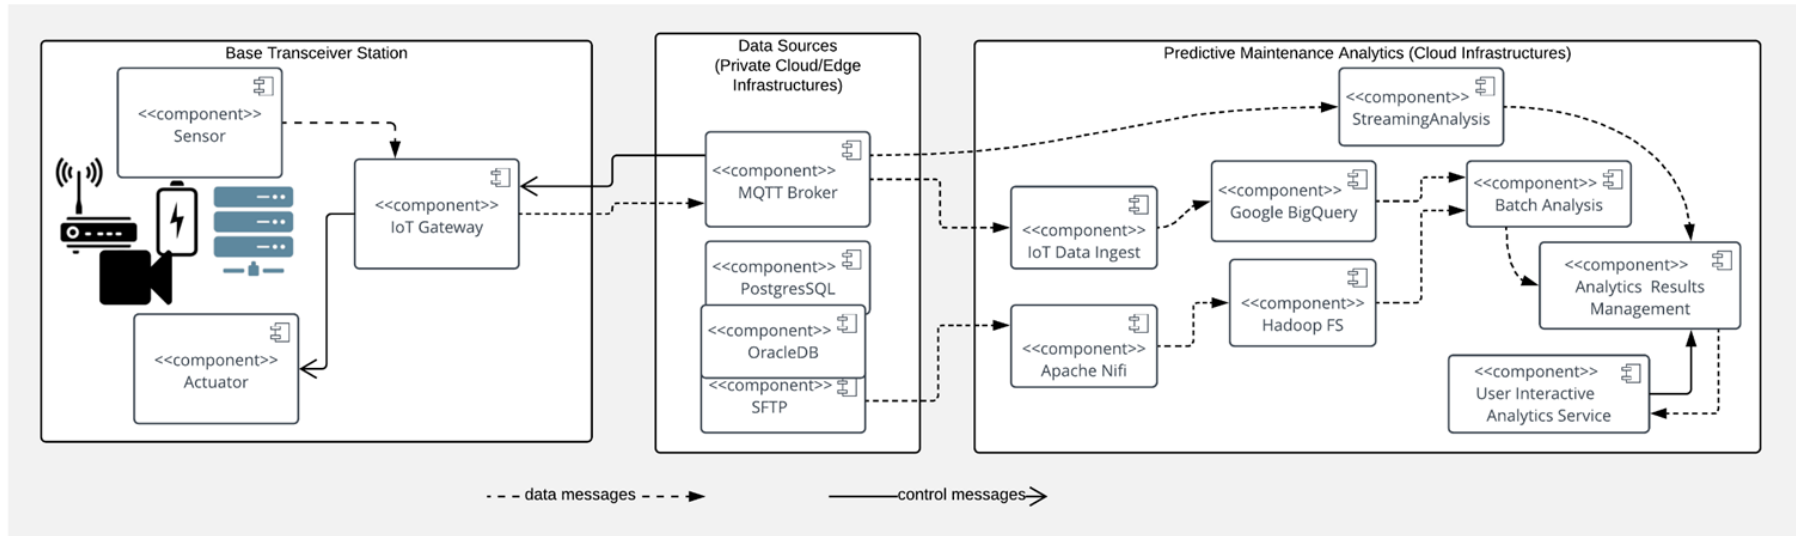 Base Transceiver Station
<<component>>
Sensor
<<component>>
IoT Gateway
<<component>>
Actuator
Data Sources
(Private Cloud/Edge
Infrastructures)
<<component>>
MQTT Broker
<<component>>
PostgresSQL
<<component>>
OracleDB
<<component>>
SFTP
Predictive Maintenance Analytics (Cloud Infrastructures)
<<component>>
StreamingAnalysis
<<component>>
IoT Data Ingest
<<component>>
Google BigQuery
<<component>>
Batch Analysis
<<component>>
Apache Nifi
<<component>>
Hadoop FS
<<component>>
Analytics Results
Management
<<component>>
User Interactive
Analytics Service
data messages
control messages